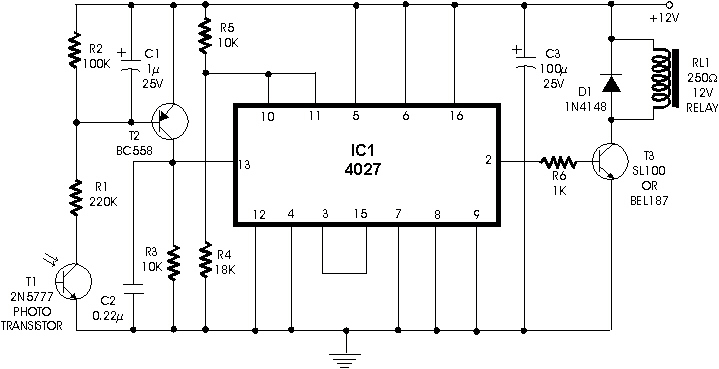 +12V
R2
100K
C1
1µ
25V
+
R5
10K
C3
100µ
25V
+
D1
1N4148
RL1
250Ω
12V
RELAY
10
11
5
6
16
T2
BC558
IC1
4027
13
2
R6
1K
T3
SL100
OR
BEL187
R1
220K
12
4
3
15
7
8
9
R3
10K
R4
18K
T1
2N5777
PHOTO
TRANSISTOR
C2
0.22µ